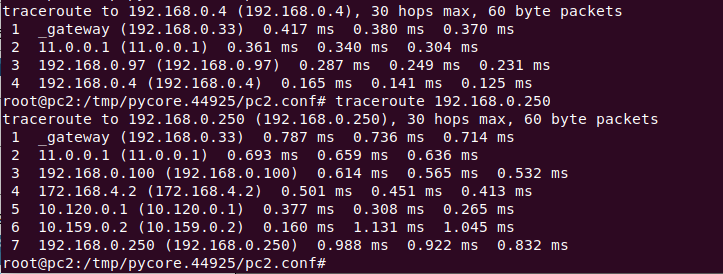 traceroute to 192.168.0.4 (192.168.0.4), 30 hops max, 60 byte packets
 1  _gateway (192.168.0.33)  0.417 ms  0.380 ms  0.370 ms
 2  11.0.0.1 (11.0.0.1)  0.361 ms  0.340 ms  0.304 ms
 3  192.168.0.97 (192.168.0.97)  0.287 ms  0.249 ms  0.231 ms
 4  192.168.0.4 (192.168.0.4)  0.165 ms  0.141 ms  0.125 ms
root@pc2:/tmp/pycore.44925/pc2.conf# traceroute 192.168.0.250
traceroute to 192.168.0.250 (192.168.0.250), 30 hops max, 60 byte packets
 1  _gateway (192.168.0.33)  0.787 ms  0.736 ms  0.714 ms
 2  11.0.0.1 (11.0.0.1)  0.693 ms  0.659 ms  0.636 ms
 3  192.168.0.100 (192.168.0.100)  0.614 ms  0.565 ms  0.532 ms
 4  172.168.4.2 (172.168.4.2)  0.501 ms  0.451 ms  0.413 ms
 5  10.120.0.1 (10.120.0.1)  0.377 ms  0.308 ms  0.265 ms
 6  10.159.0.2 (10.159.0.2)  0.160 ms  1.131 ms  1.045 ms
 7  192.168.0.250 (192.168.0.250)  0.988 ms  0.922 ms  0.832 ms
root@pc2:/tmp/pycore.44925/pc2.conf#